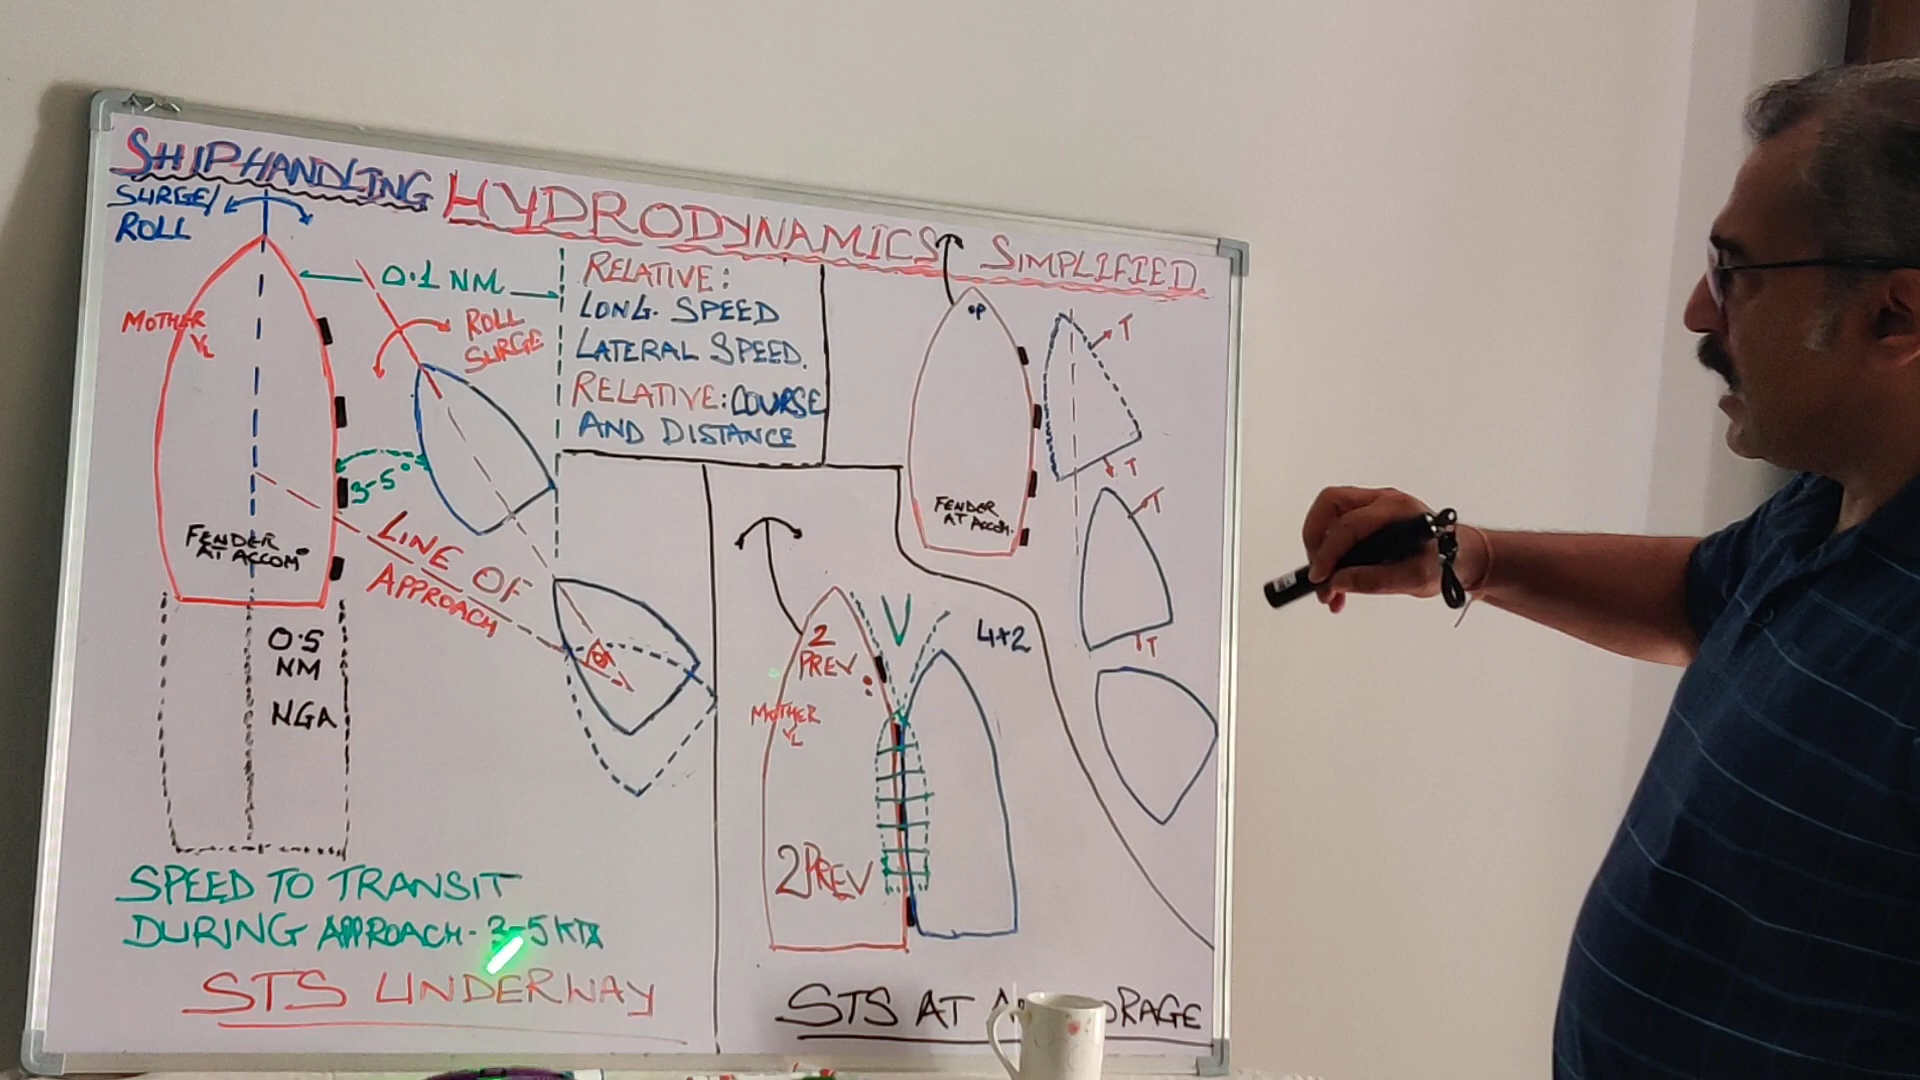 SHIPHANDLING HYDRODYNAMICS SIMPLIFIED
SURGE/
ROLL
0.1 NM
MOTHER
VL
ROLL
SURGE
3-5°
FENDER
AT ACCOM
LINE OF
APPROACH
0.5
NM
NGA
SPEED TO TRANSIT
DURING APPROACH - 3-5 KTS
STS UNDERWAY
RELATIVE:
LONG. SPEED
LATERAL SPEED.
RELATIVE: COURSE
AND DISTANCE
T
T
FENDER
AT ACCOM.
T
T
2
PREV
V
4+2
MOTHER
VL
2 PREV
STS AT